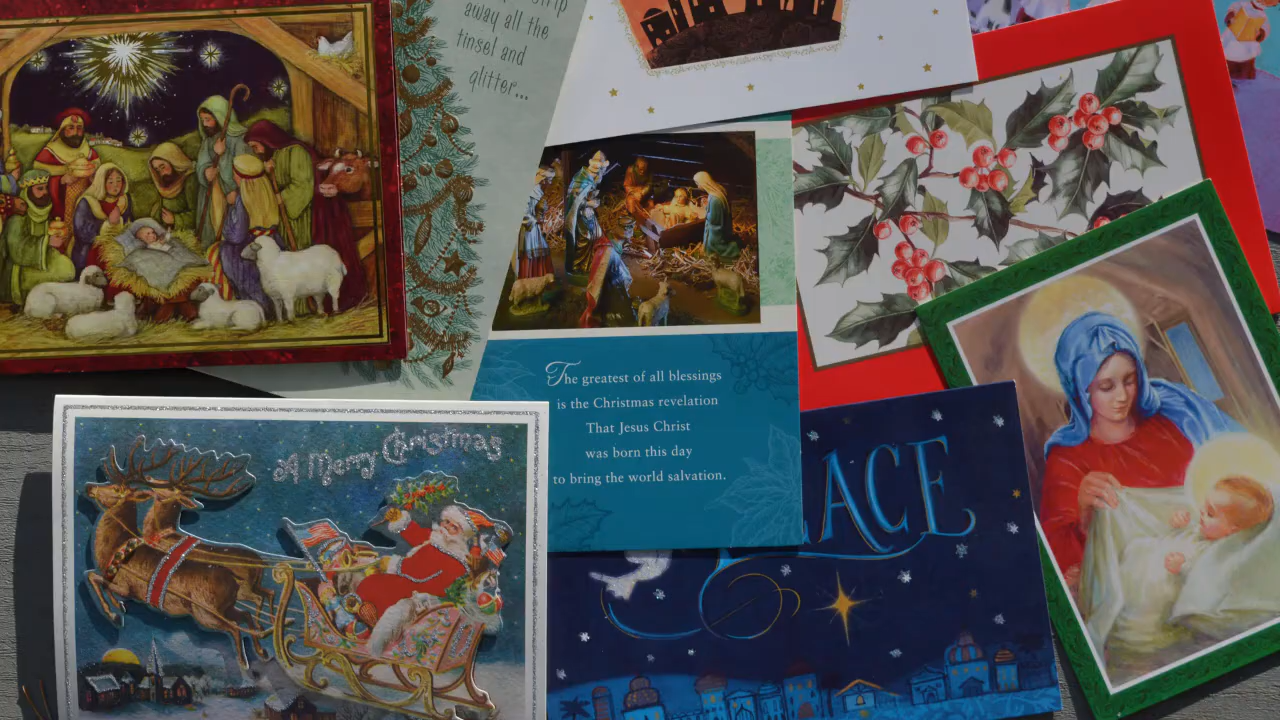 away all the
tinsel and
glitter...
The greatest of all blessings
is the Christmas revelation
That Jesus Christ
was born this day
to bring the world salvation.
A Merry Christmas
ACE